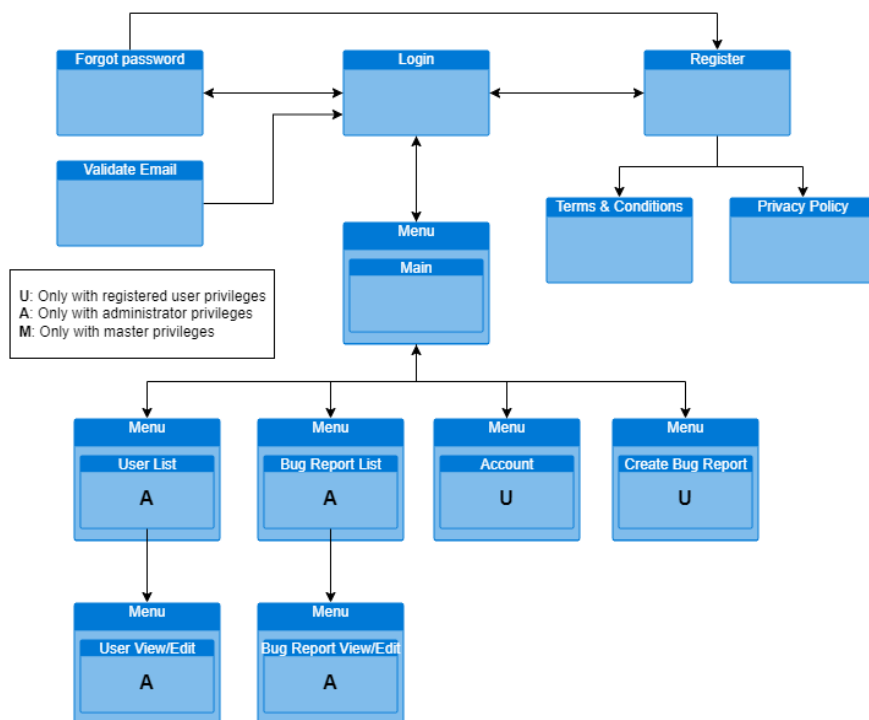 Forgot password
Login
Register
Validate Email
Terms & Conditions
Privacy Policy
Menu
Main
U: Only with registered user privileges
A: Only with administrator privileges
M: Only with master privileges
Menu
User List
A
Menu
Bug Report List
A
Menu
Account
U
Menu
Create Bug Report
U
Menu
User View/Edit
A
Menu
Bug Report View/Edit
A